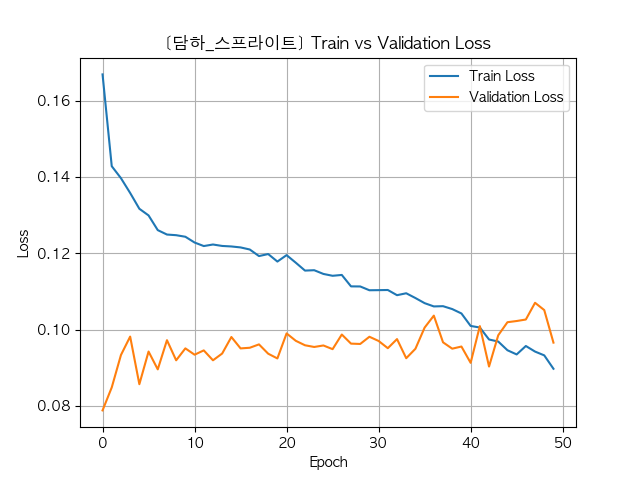 [담하_스프라이트] Train vs Validation Loss
Train Loss
Validation Loss
0.16
0.14
0.12
0.10
0.08
Loss
0
10
20
30
40
50
Epoch